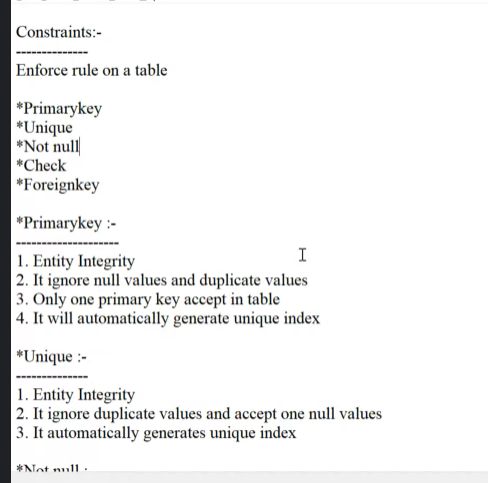 Constraints:-
--------------
Enforce rule on a table
*Primarykey
*Unique
*Not null
*Check
*Foreignkey
*Primarykey :-
--------------------
1. Entity Integrity
2. It ignore null values and duplicate values
3. Only one primary key accept in table
4. It will automatically generate unique index
*Unique :-
--------------
1. Entity Integrity
2. It ignore duplicate values and accept one null values
3. It automatically generates unique index
*Not null :